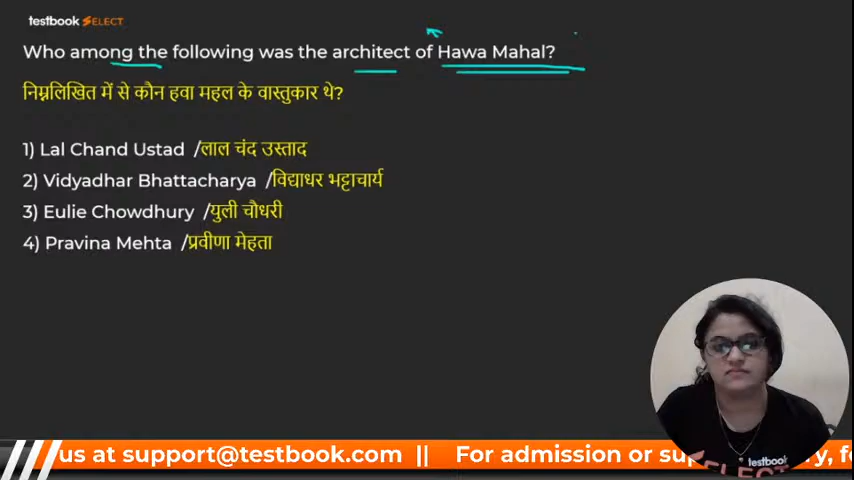 testbook SELECT
Who among the following was the architect of Hawa Mahal?
निम्नलिखित में से कौन हवा महल के वास्तुकार थे?
1) Lal Chand Ustad /लाल चंद उस्ताद
2) Vidyadhar Bhattacharya /विद्याधर भट्टाचार्य
3) Eulie Chowdhury /युली चौधरी
4) Pravina Mehta /प्रवीणा मेहता
testbook
SELECT
us at support@testbook.com || For admission or